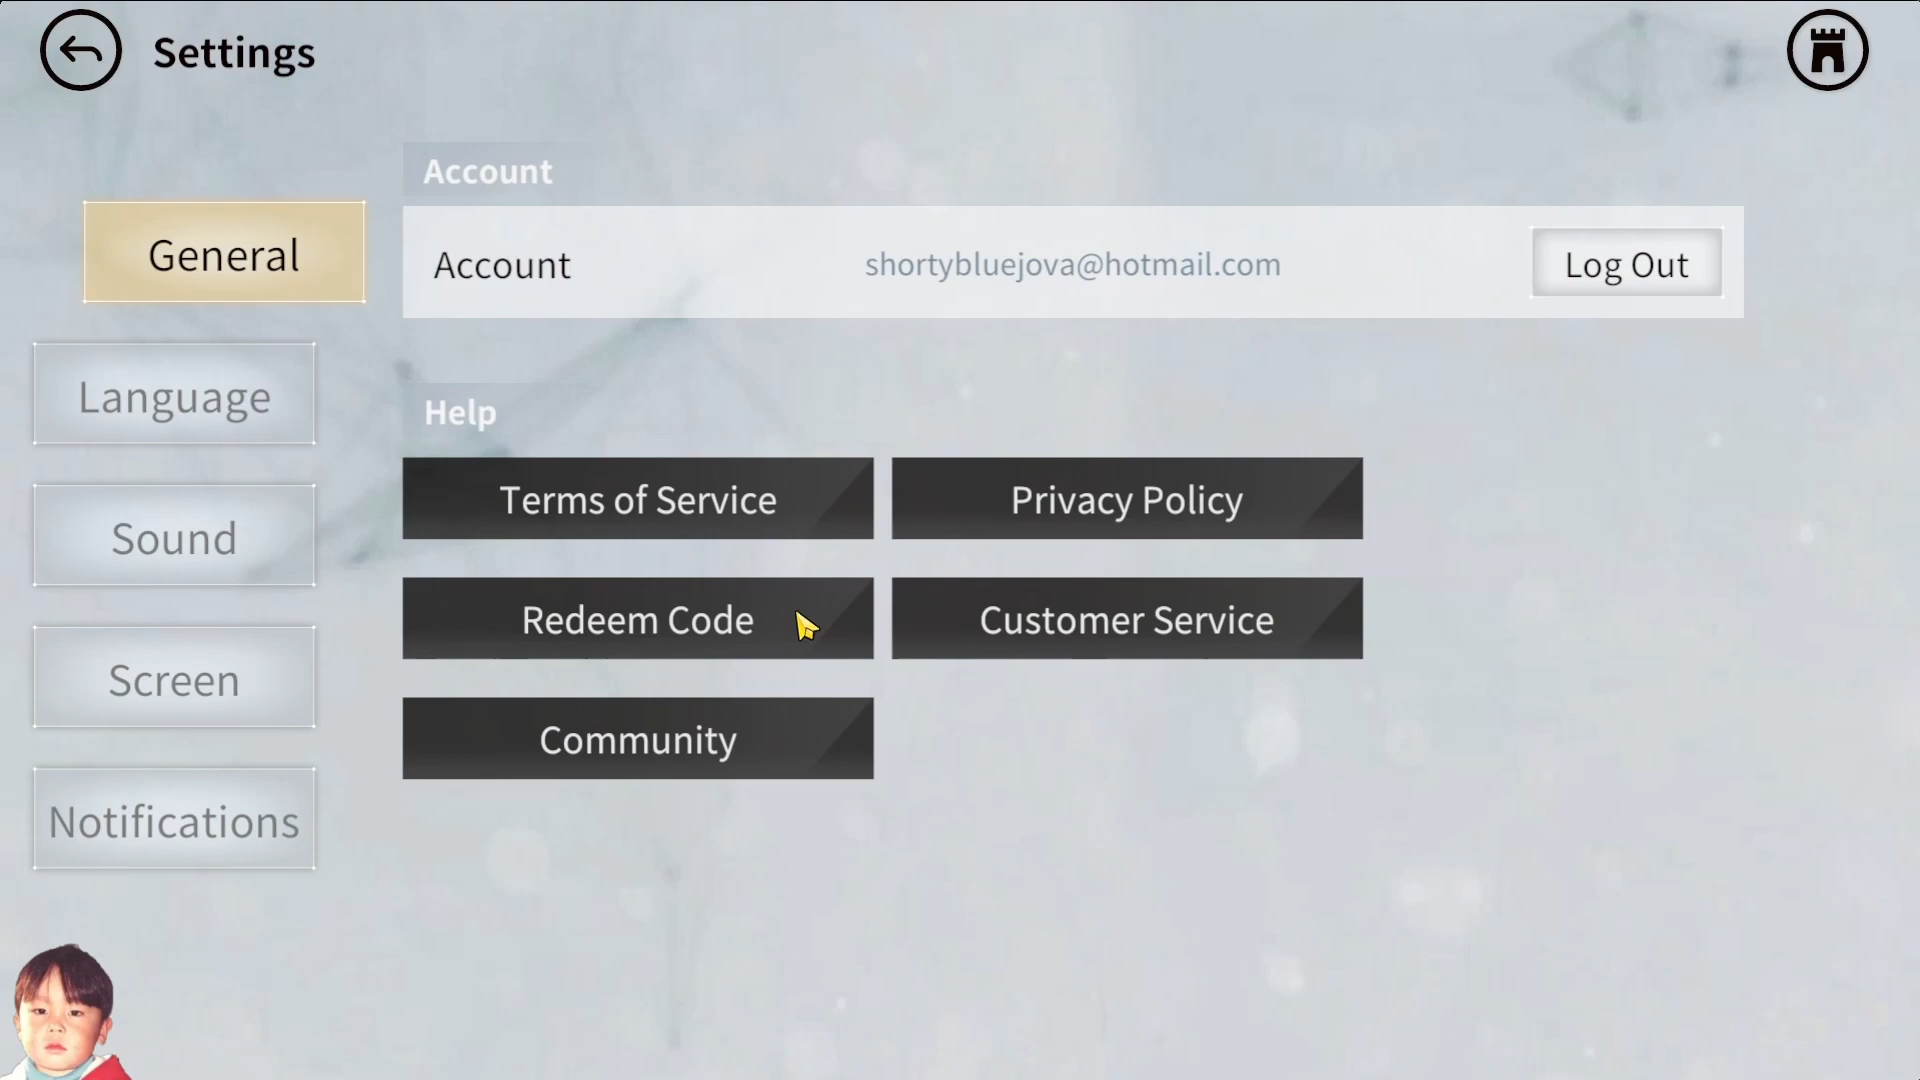 Settings
Account
General
Account
shortybluejova@hotmail.com
Log Out
Language
Help
Terms of Service
Privacy Policy
Sound
Redeem Code
Customer Service
Screen
Community
Notifications